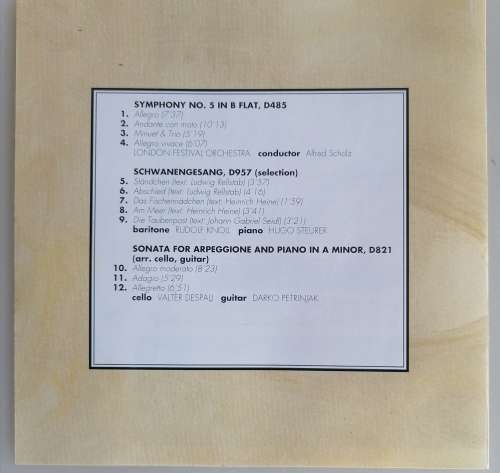 SYMPHONY NO. 5 IN B FLAT, D485
1. Allegro (7'37)
2. Andante con moto (10'13)
3. Minuet & Trio (5'19)
4. Allegro vivace (6'07)
LONDON FESTIVAL ORCHESTRA conductor Alfred Scholz
SCHWANENGESANG, D957 (selection)
5. Ständchen (text: Ludwig Rellstab) (3'57)
6. Abschied (text: Ludwig Rellstab) (4'16)
7. Das Fischermädchen (text: Heinrich Heine) (1'59)
8. Am Meer (text: Heinrich Heine) (3'41)
9. Die Taubenpost (text: Johann Gabriel Seidl) (3'21)
baritone RUDOLF KNOLL piano HUGO STEURER
SONATA FOR ARPEGGIONE AND PIANO IN A MINOR, D821
(arr. cello, guitar)
10. Allegro moderato (8'23)
11. Adagio (5'29)
12. Allegretto (6'51)
cello VALTER DESPALJ guitar DARKO PETRINJAK